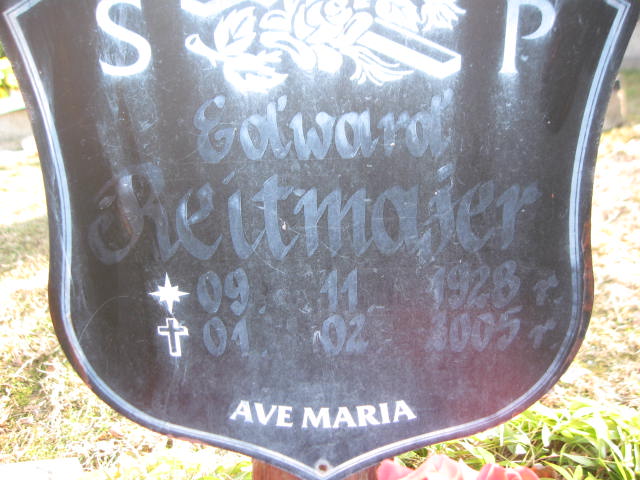 S P
Edward
Reitmajer
09 11 1928 r.
01 02 2005 r.
AVE MARIA